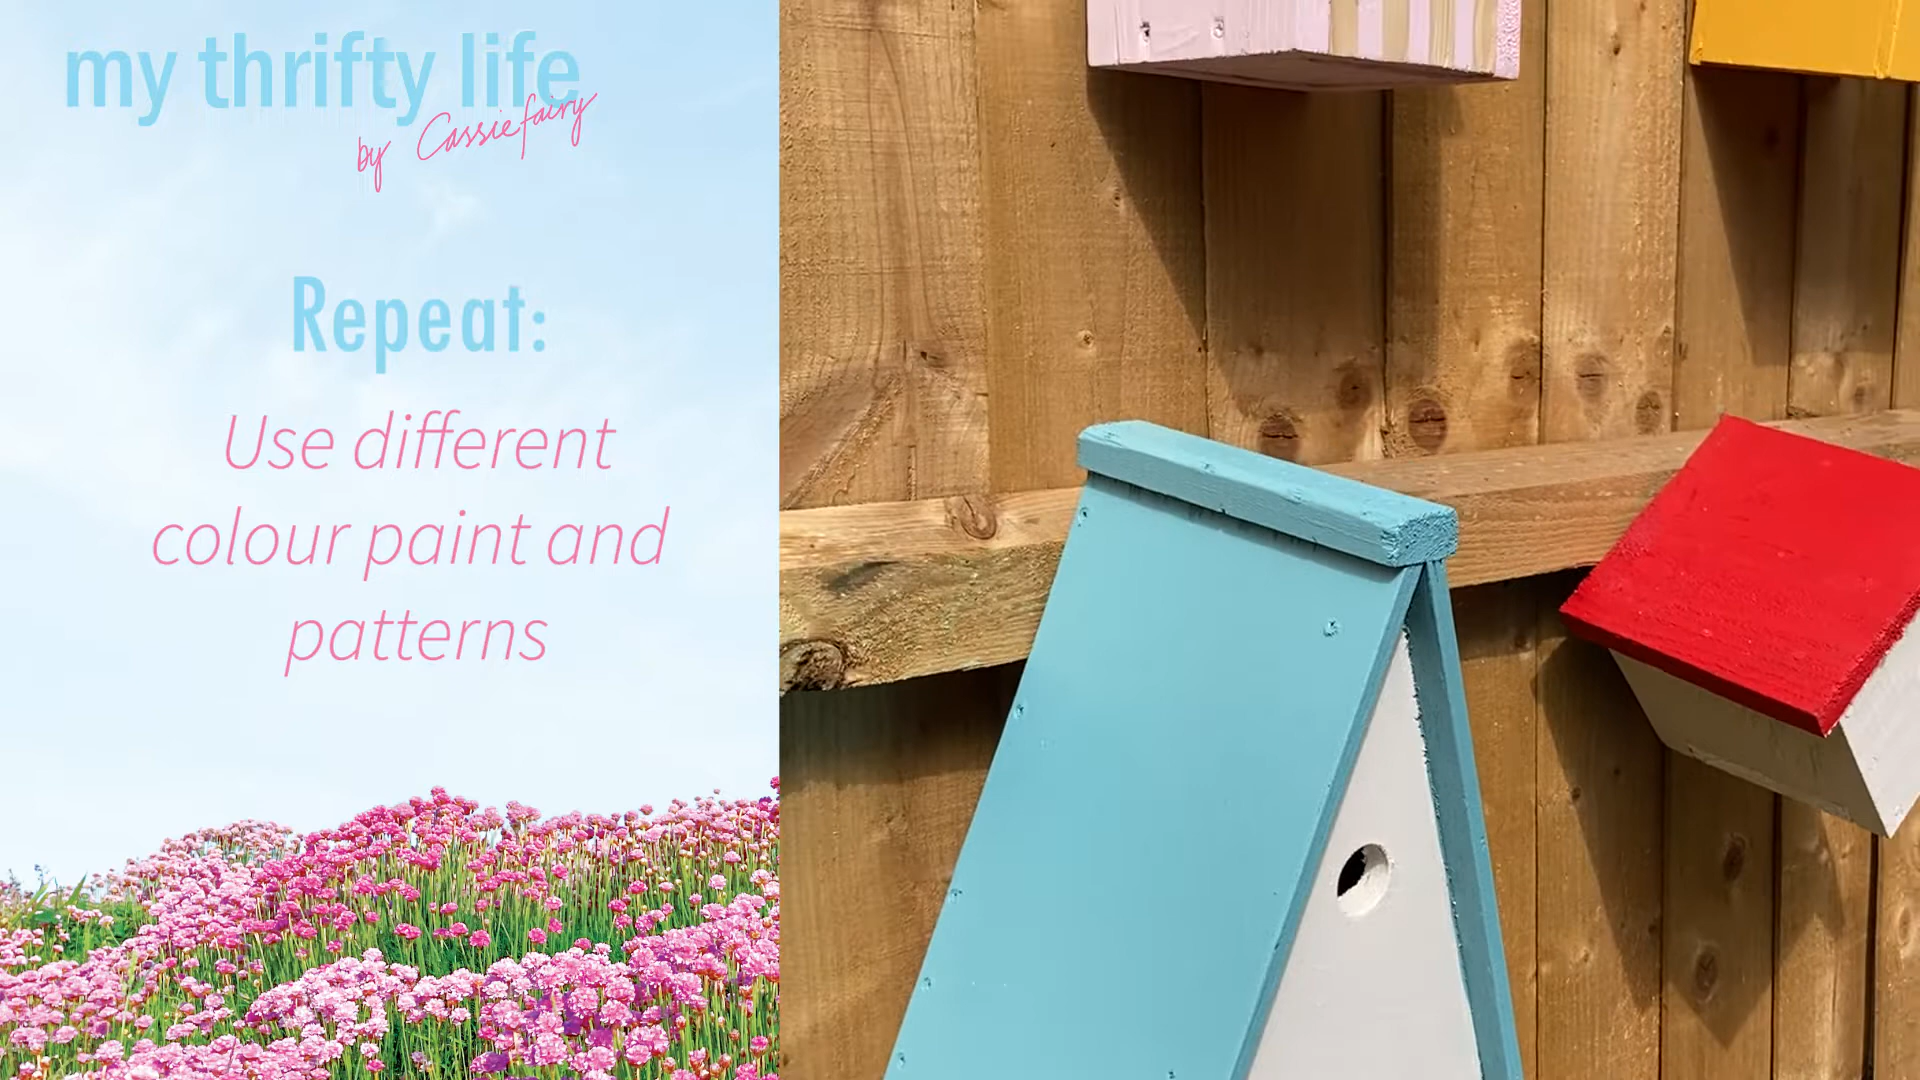 my thrifty life
by Cassiefairy
Repeat:
Use different
colour paint and
patterns